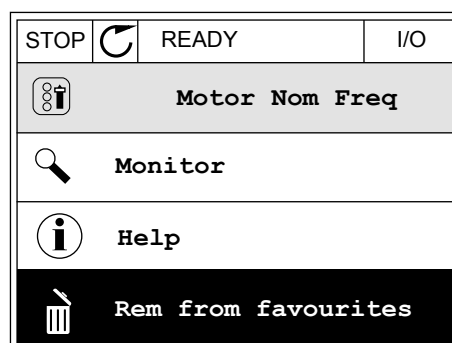 STOP READY I/O
Motor Nom Freq
Monitor
Help
Rem from favourites